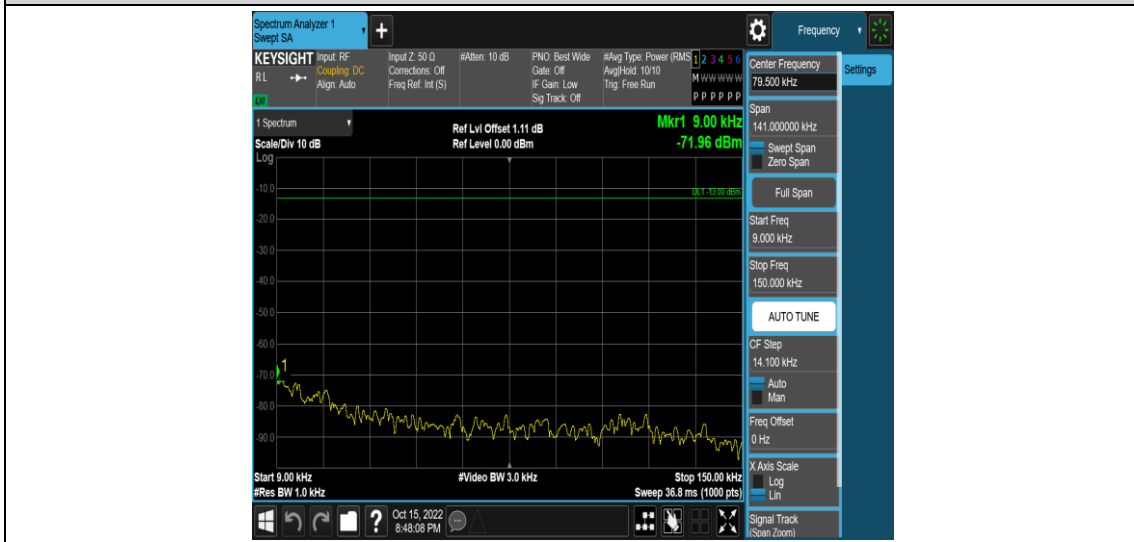 Spectrum Analyzer 1
Swept SA
+
Frequency
KEYSIGHT
RL
LXI
Input: RF
Coupling: DC
Align: Auto
Input Z: 50 Ω
Corrections: Off
Freq Ref: Int (S)
#Atten: 10 dB
PNO: Best Wide
Gate: Off
IF Gain: Low
Sig Track: Off
#Avg Type: Power (RMS
Avg|Hold: 10/10
Trig: Free Run
1 2 3 4 5 6
M W W W W W
P P P P P P
1 Spectrum
Scale/Div 10 dB
Log
Ref Lvl Offset 1.11 dB
Ref Level 0.00 dBm
Mkr1 9.00 kHz
-71.96 dBm
DL1 -13.00 dBm
-10.0
-20.0
-30.0
-40.0
-50.0
-60.0
-70.0
-80.0
-90.0
1
Start 9.00 kHz
#Res BW 1.0 kHz
#Video BW 3.0 kHz
Stop 150.00 kHz
Sweep 36.8 ms (1000 pts)
Oct 15, 2022
8:48:08 PM
?
Center Frequency
79.500 kHz
Settings
Span
141.000000 kHz
Swept Span
Zero Span
Full Span
Start Freq
9.000 kHz
Stop Freq
150.000 kHz
AUTO TUNE
CF Step
14.100 kHz
Auto
Man
Freq Offset
0 Hz
X Axis Scale
Log
Lin
Signal Track
(Span Zoom)